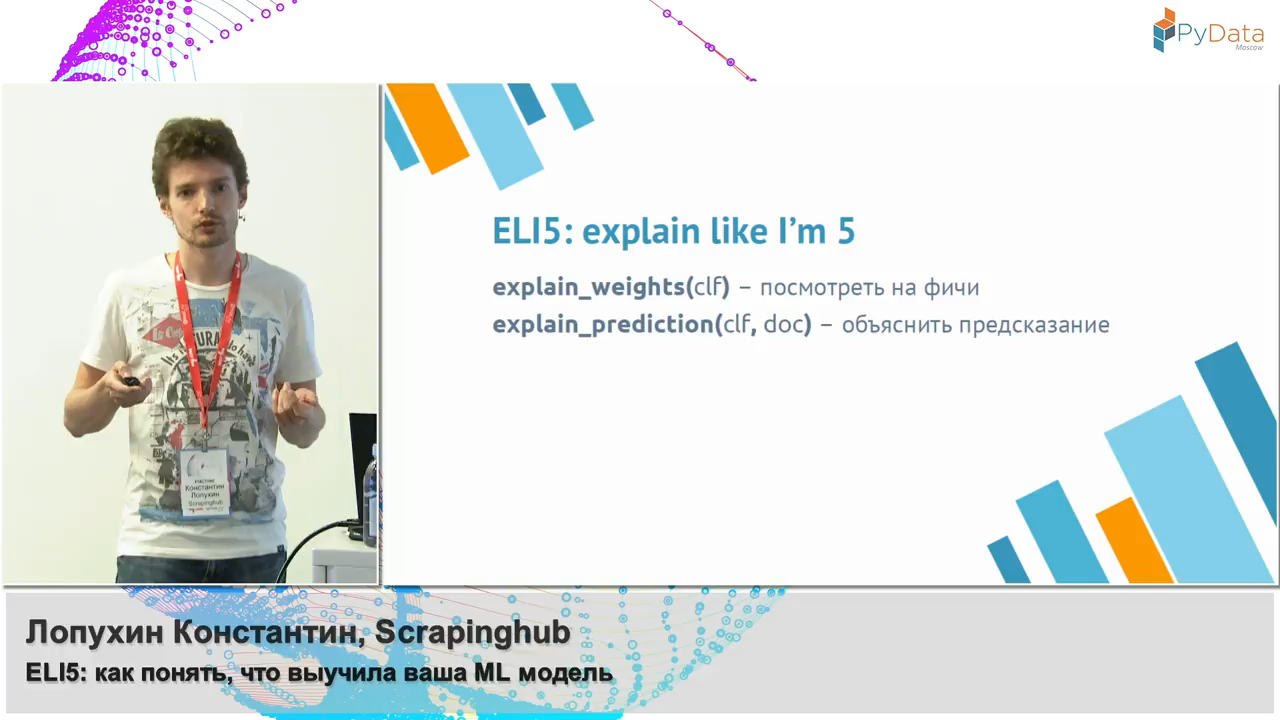 PyData
Moscow
ELI5: explain like I’m 5
explain_weights(clf) – посмотреть на фичи
explain_prediction(clf, doc) – объяснить предсказание
участник
Константин
Лопухин
Scrapinghub
Лопухин Константин, Scrapinghub
ELI5: как понять, что выучила ваша ML модель